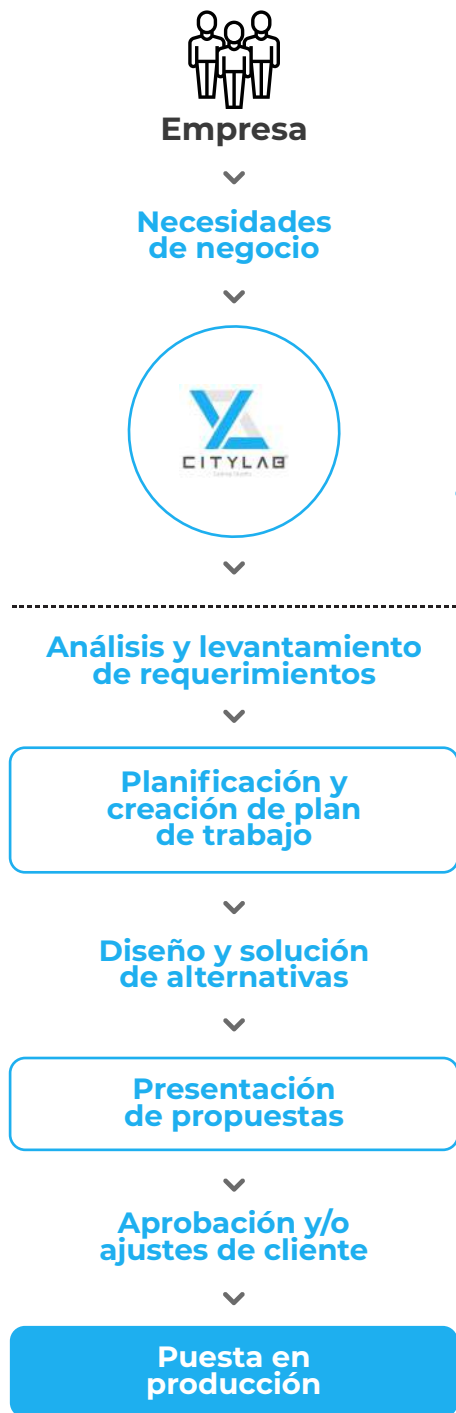 Empresa
Necesidades
de negocio
CITYLAB
Análisis y levantamiento
de requerimientos
Planificación y
creación de plan
de trabajo
Diseño y solución
de alternativas
Presentación
de propuestas
Aprobación y/o
ajustes de cliente
Puesta en
producción